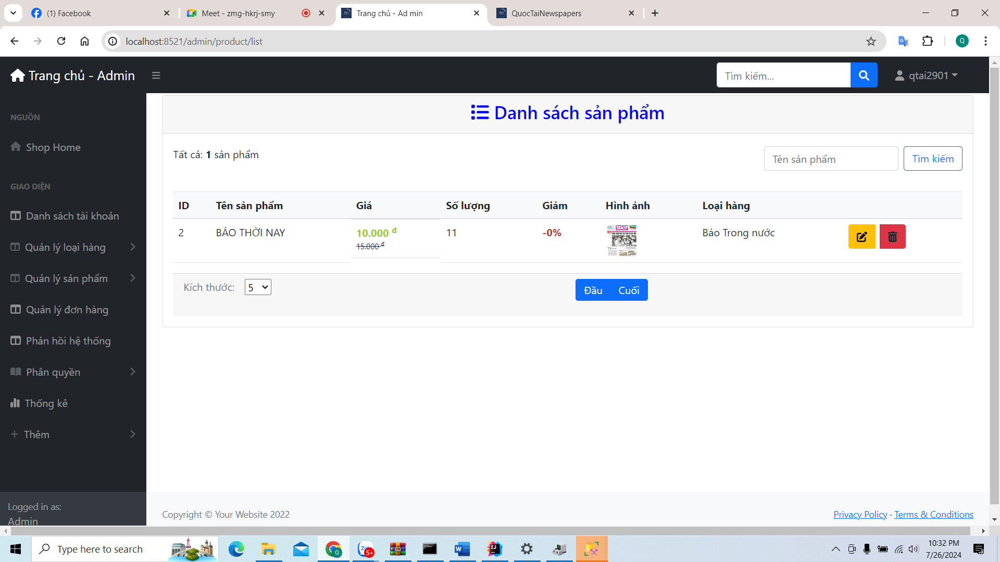 (1) Facebook
Meet - zmg-hkrj-smy
Trang chủ - Ad min
QuocTaiNewspapers
localhost:8521/admin/product/list
Q
Trang chủ - Admin
Tìm kiếm...
qtai2901
NGUỒN
Shop Home
GIAO DIỆN
Danh sách tài khoản
Quản lý loại hàng
Quản lý sản phẩm
Quản lý đơn hàng
Phản hồi hệ thống
Phân quyền
Thống kê
Thêm
Logged in as:
Admin
Danh sách sản phẩm
Tất cả: 1 sản phẩm
Tên sản phẩm
Tìm kiếm
ID Tên sản phẩm Giá Số lượng Giảm Hình ảnh Loại hàng
2 BÁO THỜI NAY 10.000 đ 11 -0% Báo Trong nước
15.000 đ
Kích thước: 5
Đầu Cuối
Copyright © Your Website 2022
Privacy Policy · Terms & Conditions
Type here to search
5+
10:32 PM
7/26/2024